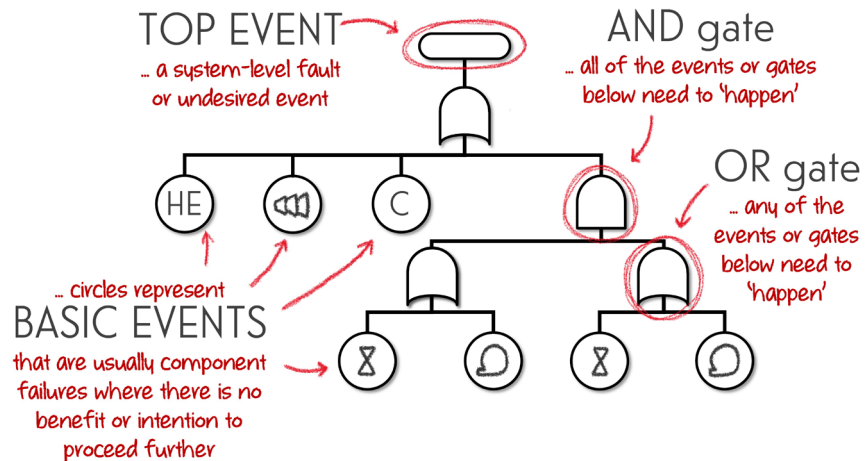 TOP EVENT
... a system-level fault
or undesired event
AND gate
... all of the events or gates
below need to 'happen'
OR gate
... any of the
events or gates
below need to
'happen'
HE
C
... circles represent
BASIC EVENTS
that are usually component
failures where there is no
benefit or intention to
proceed further